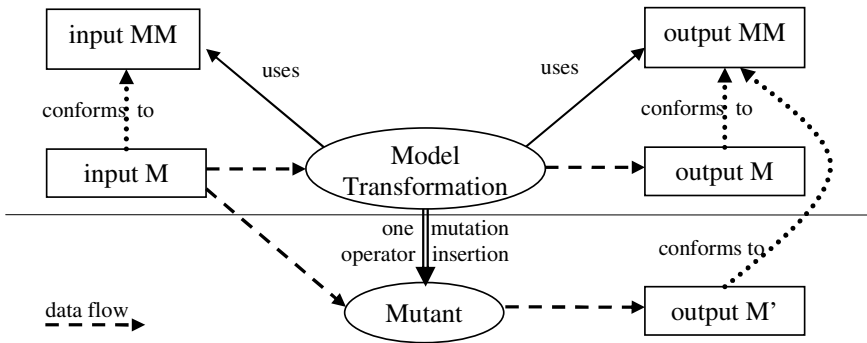 input MM
output MM
uses
uses
conforms to
conforms to
input M
Model
Transformation
output M
one mutation
operator insertion
conforms to
data flow
Mutant
output M’